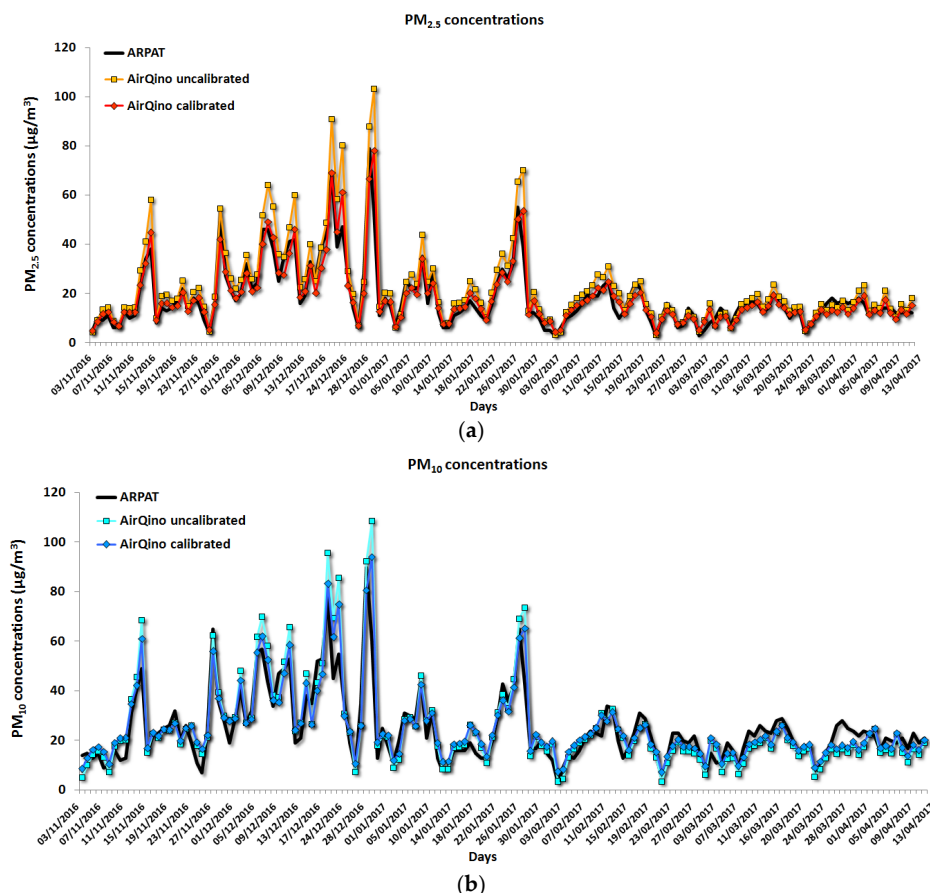 PM2.5 concentrations
ARPAT
AirQino uncalibrated
AirQino calibrated
PM2.5 concentrations (µg/m³)
120
100
80
60
40
20
0
03/11/2016 07/11/2016 11/11/2016 15/11/2016 19/11/2016 23/11/2016 27/11/2016 01/12/2016 05/12/2016 09/12/2016 13/12/2016 17/12/2016 24/12/2016 28/12/2016 01/01/2017 05/01/2017 10/01/2017 14/01/2017 18/01/2017 22/01/2017 26/01/2017 30/01/2017 03/02/2017 07/02/2017 11/02/2017 15/02/2017 19/02/2017 23/02/2017 27/02/2017 03/03/2017 07/03/2017 11/03/2017 16/03/2017 20/03/2017 24/03/2017 28/03/2017 01/04/2017 05/04/2017 09/04/2017 13/04/2017
Days
(a)
PM10 concentrations
ARPAT
AirQino uncalibrated
AirQino calibrated
PM10 concentrations (µg/m³)
120
100
80
60
40
20
0
03/11/2016 07/11/2016 11/11/2016 15/11/2016 19/11/2016 23/11/2016 27/11/2016 01/12/2016 05/12/2016 09/12/2016 13/12/2016 17/12/2016 24/12/2016 28/12/2016 01/01/2017 05/01/2017 10/01/2017 14/01/2017 18/01/2017 22/01/2017 26/01/2017 30/01/2017 03/02/2017 07/02/2017 11/02/2017 15/02/2017 19/02/2017 23/02/2017 27/02/2017 03/03/2017 07/03/2017 11/03/2017 16/03/2017 20/03/2017 24/03/2017 28/03/2017 01/04/2017 05/04/2017 09/04/2017 13/04/2017
Days
(b)